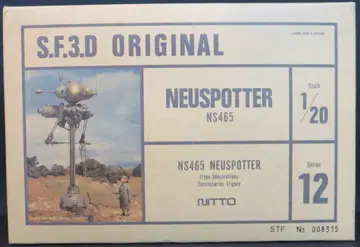 S.F.3.D ORIGINAL
NEUSPOTTER
NS465
Scale
1/20
NS465 NEUSPOTTER
NITTO
Series
12
STF № 008315